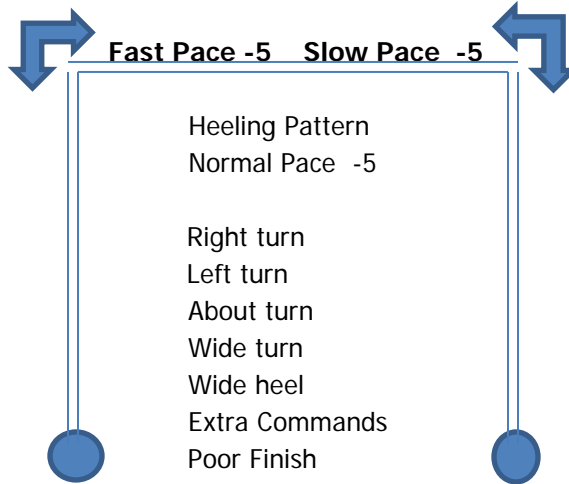 Fast Pace -5 Slow Pace -5
Heeling Pattern
Normal Pace -5
Right turn
Left turn
About turn
Wide turn
Wide heel
Extra Commands
Poor Finish